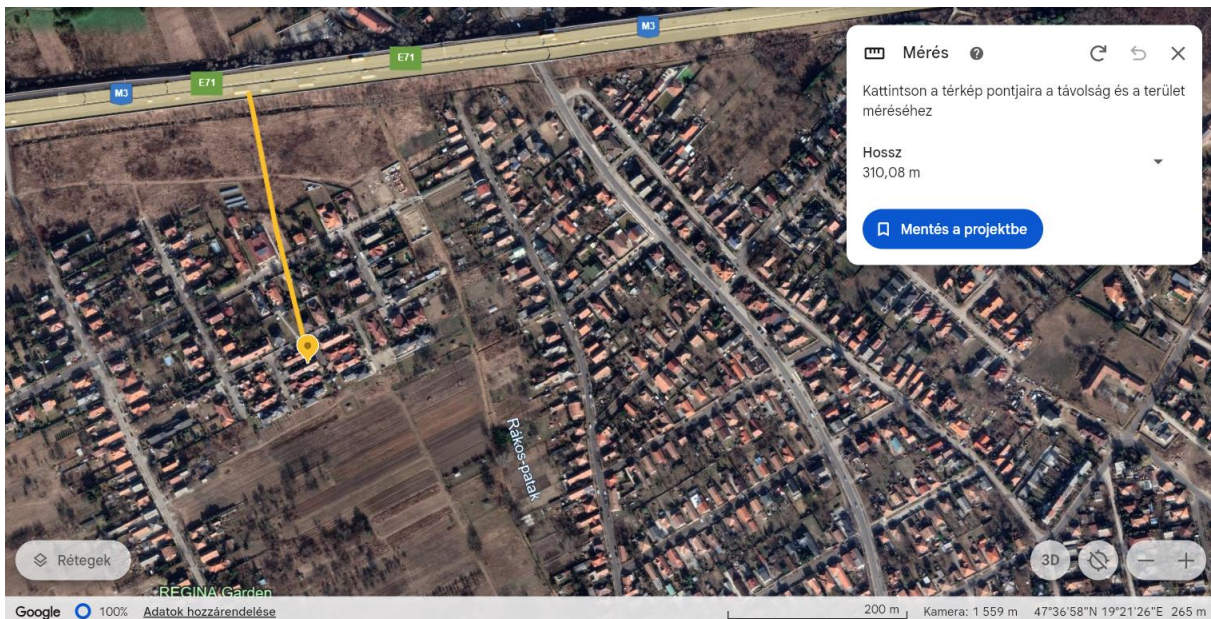 M3
E71
E71
M3
Mérés
Kattintson a térkép pontjaira a távolság és a terület
méréséhez
Hossz
310,08 m
Mentés a projektbe
Rákos-patak
Rétegek
3D
REGINA Garden
Google 100% Adatok hozzárendelése 200 m Kamera: 1 559 m 47°36'58"N 19°21'26"E 265 m